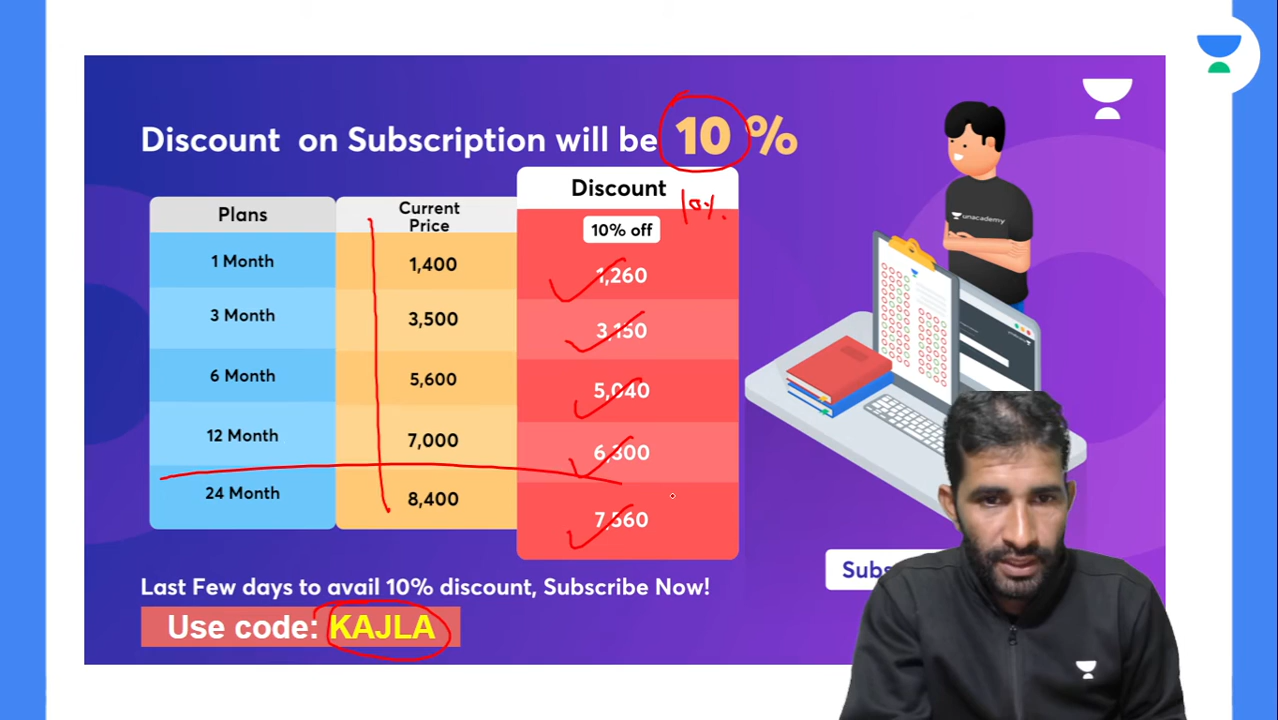 Discount on Subscription will be 10 %
Plans
Current
Price
Discount
10%.
10% off
1 Month
1,400
1,260
3 Month
3,500
3,150
6 Month
5,600
5,040
12 Month
7,000
6,300
24 Month
8,400
7,560
unacademy
Last Few days to avail 10% discount, Subscribe Now!
Use code: KAJLA
Subs